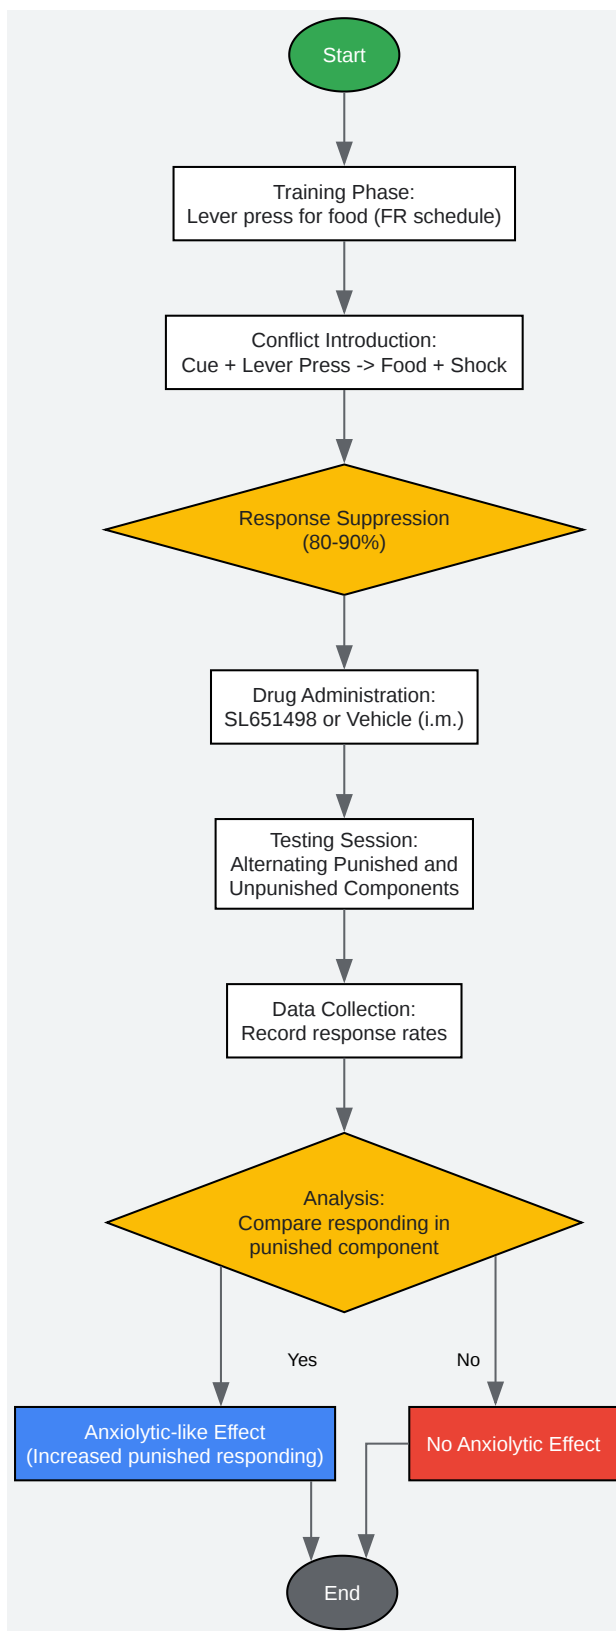 Start
Training Phase:
Lever press for food (FR schedule)
Conflict Introduction:
Cue + Lever Press -> Food + Shock
Response Suppression
(80-90%)
Drug Administration:
SL651498 or Vehicle (i.m.)
Testing Session:
Alternating Punished and
Unpunished Components
Data Collection:
Record response rates
Analysis:
Compare responding in
punished component
Yes
No
Anxiolytic-like Effect
(Increased punished responding)
No Anxiolytic Effect
End